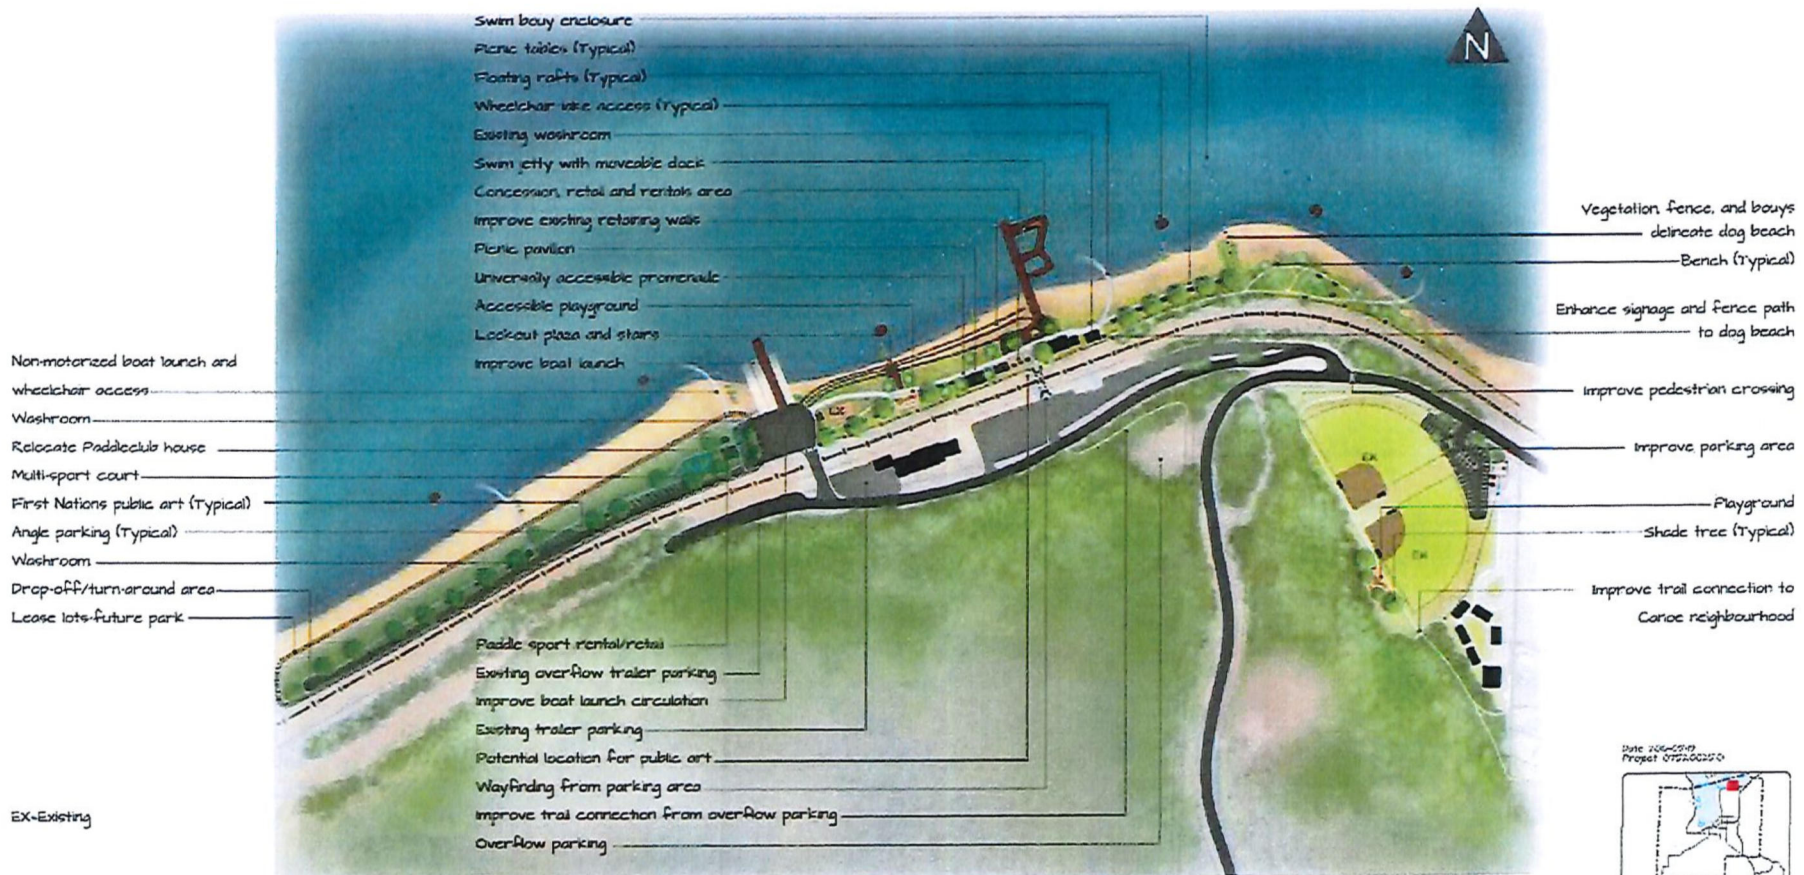 Swim bouy enclosure
Picnic tables (Typical)
Floating rafts (Typical)
Wheelchair lake access (Typical)
Existing washroom
Swim jetty with moveable dock
Concession, retail and rentals area
Improve existing retaining walls
Picnic pavilion
Universally accessible promenade
Accessible playground
Lookout plaza and stairs
Improve boat launch
N
Non-motorized boat launch and
wheelchair access
Washroom
Relocate Paddleclub house
Multi-sport court
First Nations public art (Typical)
Angle parking (Typical)
Washroom
Drop-off/turn-around area
Lease lots-future park
EX=Existing
Vegetation, fence, and bouys
delineate dog beach
Bench (Typical)
Enhance signage and fence path
to dog beach
Improve pedestrian crossing
Improve parking area
Playground
Shade tree (Typical)
Improve trail connection to
Canoe neighbourhood
EX
EX
EX
Paddle sport rental/retail
Existing overflow trailer parking
Improve boat launch circulation
Existing trailer parking
Potential location for public art
Wayfinding from parking area
Improve trail connection from overflow parking
Overflow parking
Date
Project